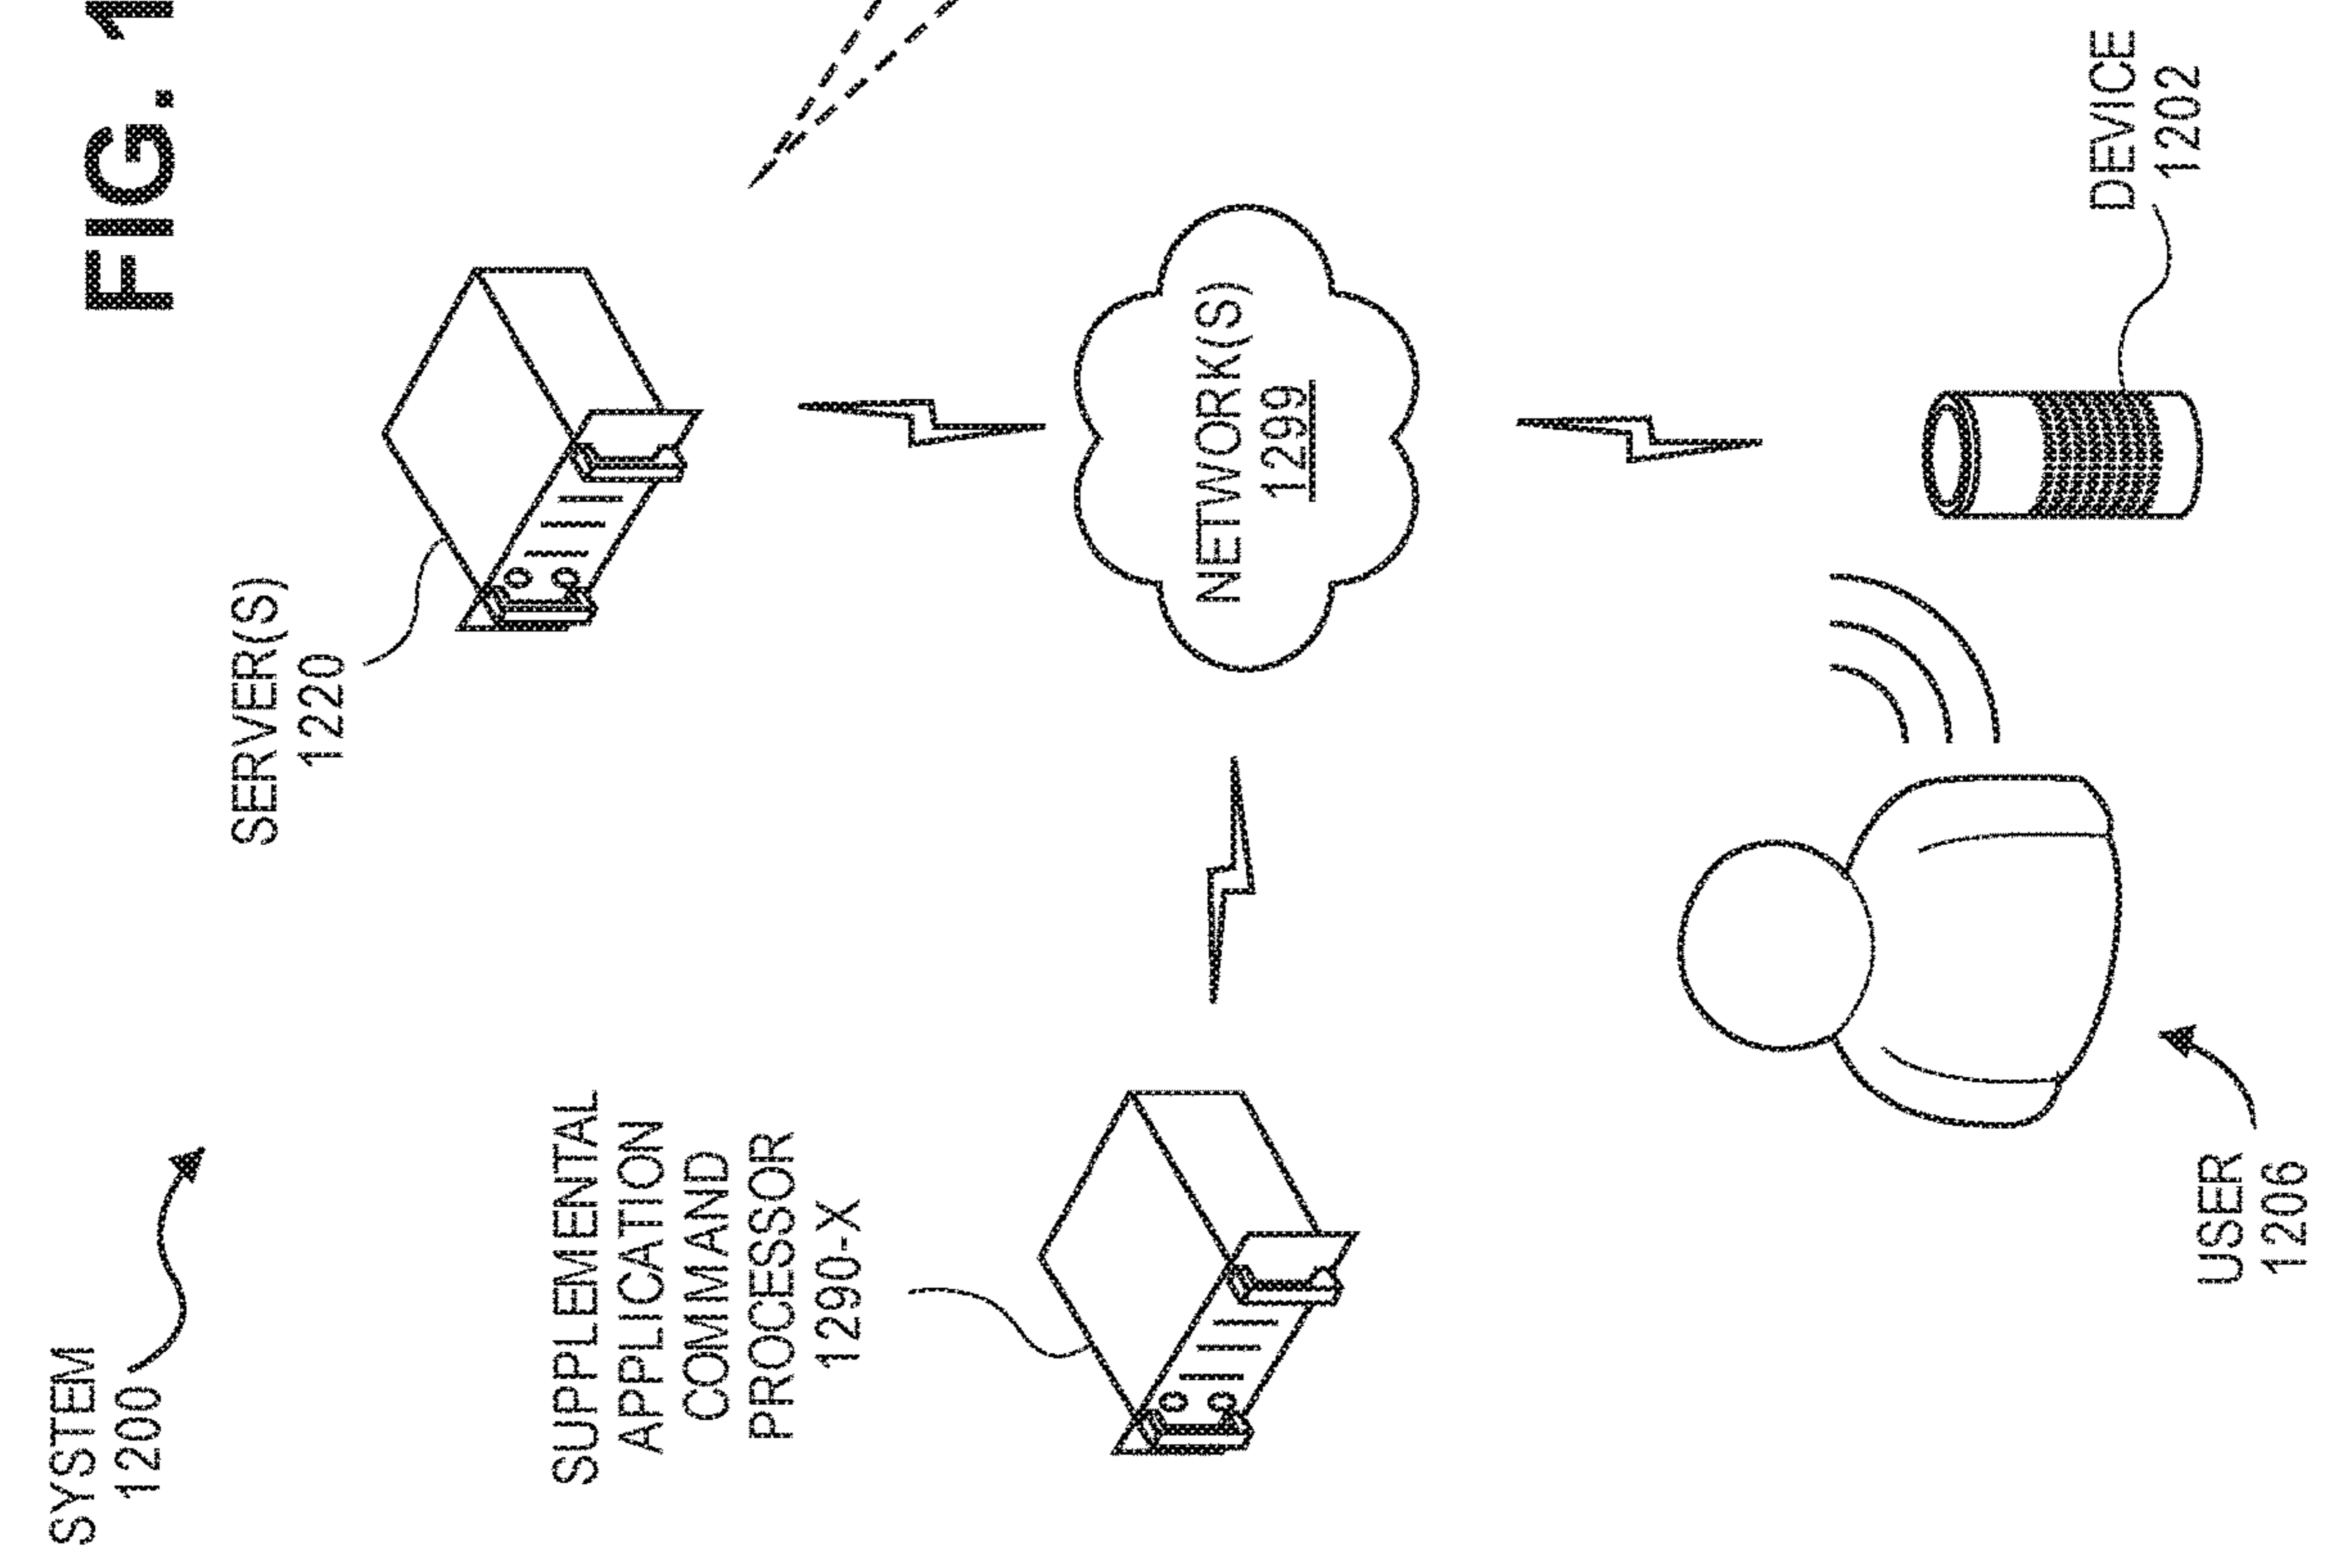 FIG. 1
SYSTEM
1200
SERVER(S)
1220
SUPPLEMENTAL
APPLICATION
COMMAND
PROCESSOR
1290-X
NETWORK(S)
1299
DEVICE
1202
USER
1206